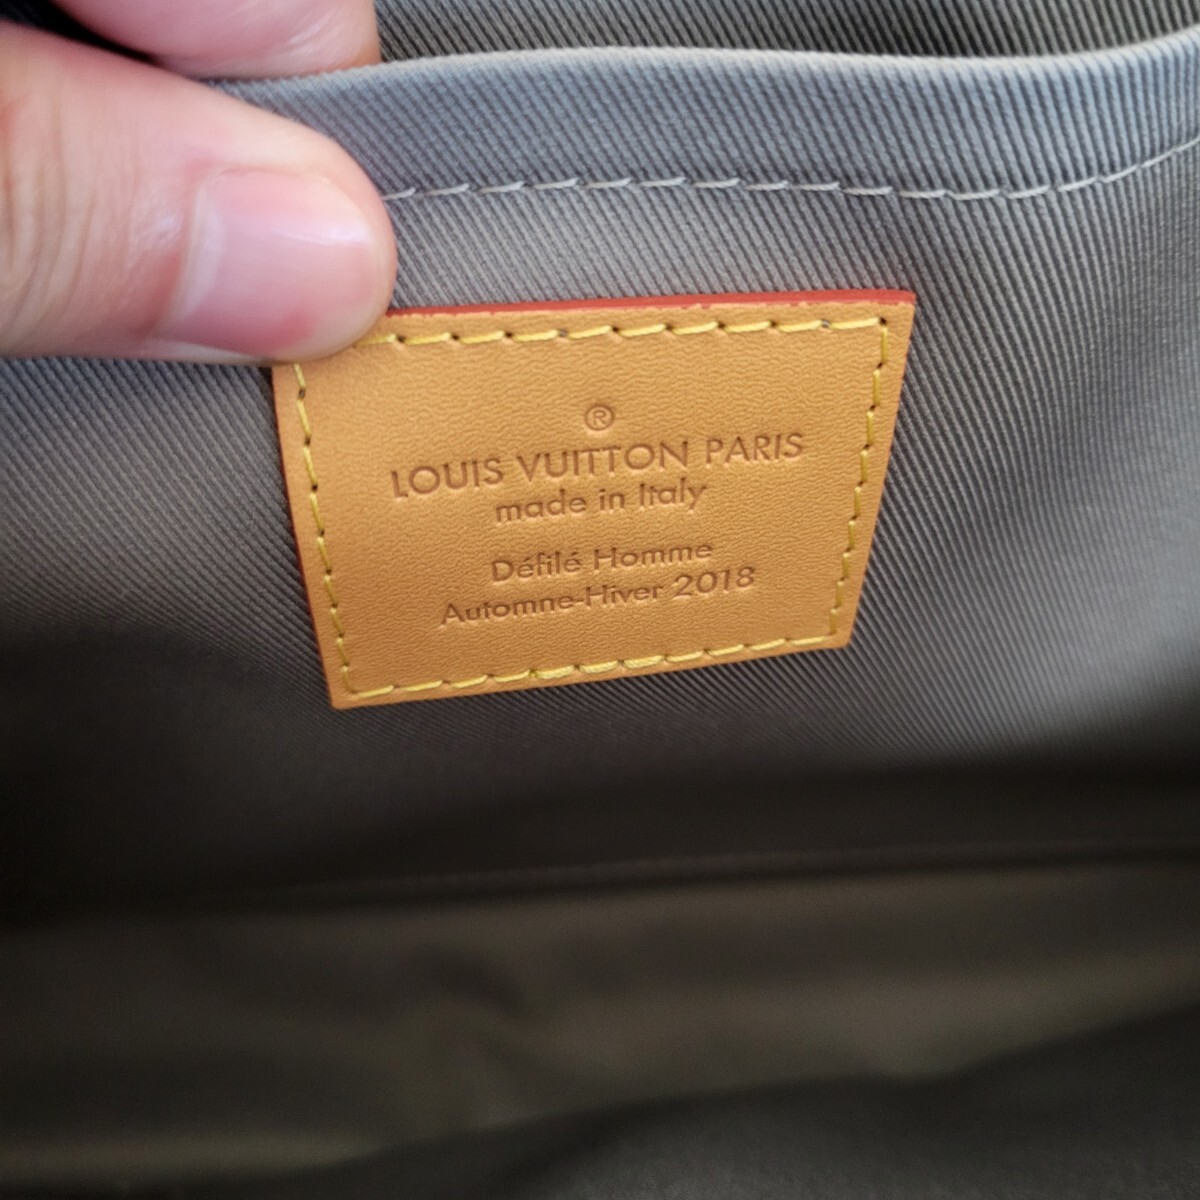 ®
LOUIS VUITTON PARIS
made in Italy
Défilé Homme
Automne-Hiver 2018